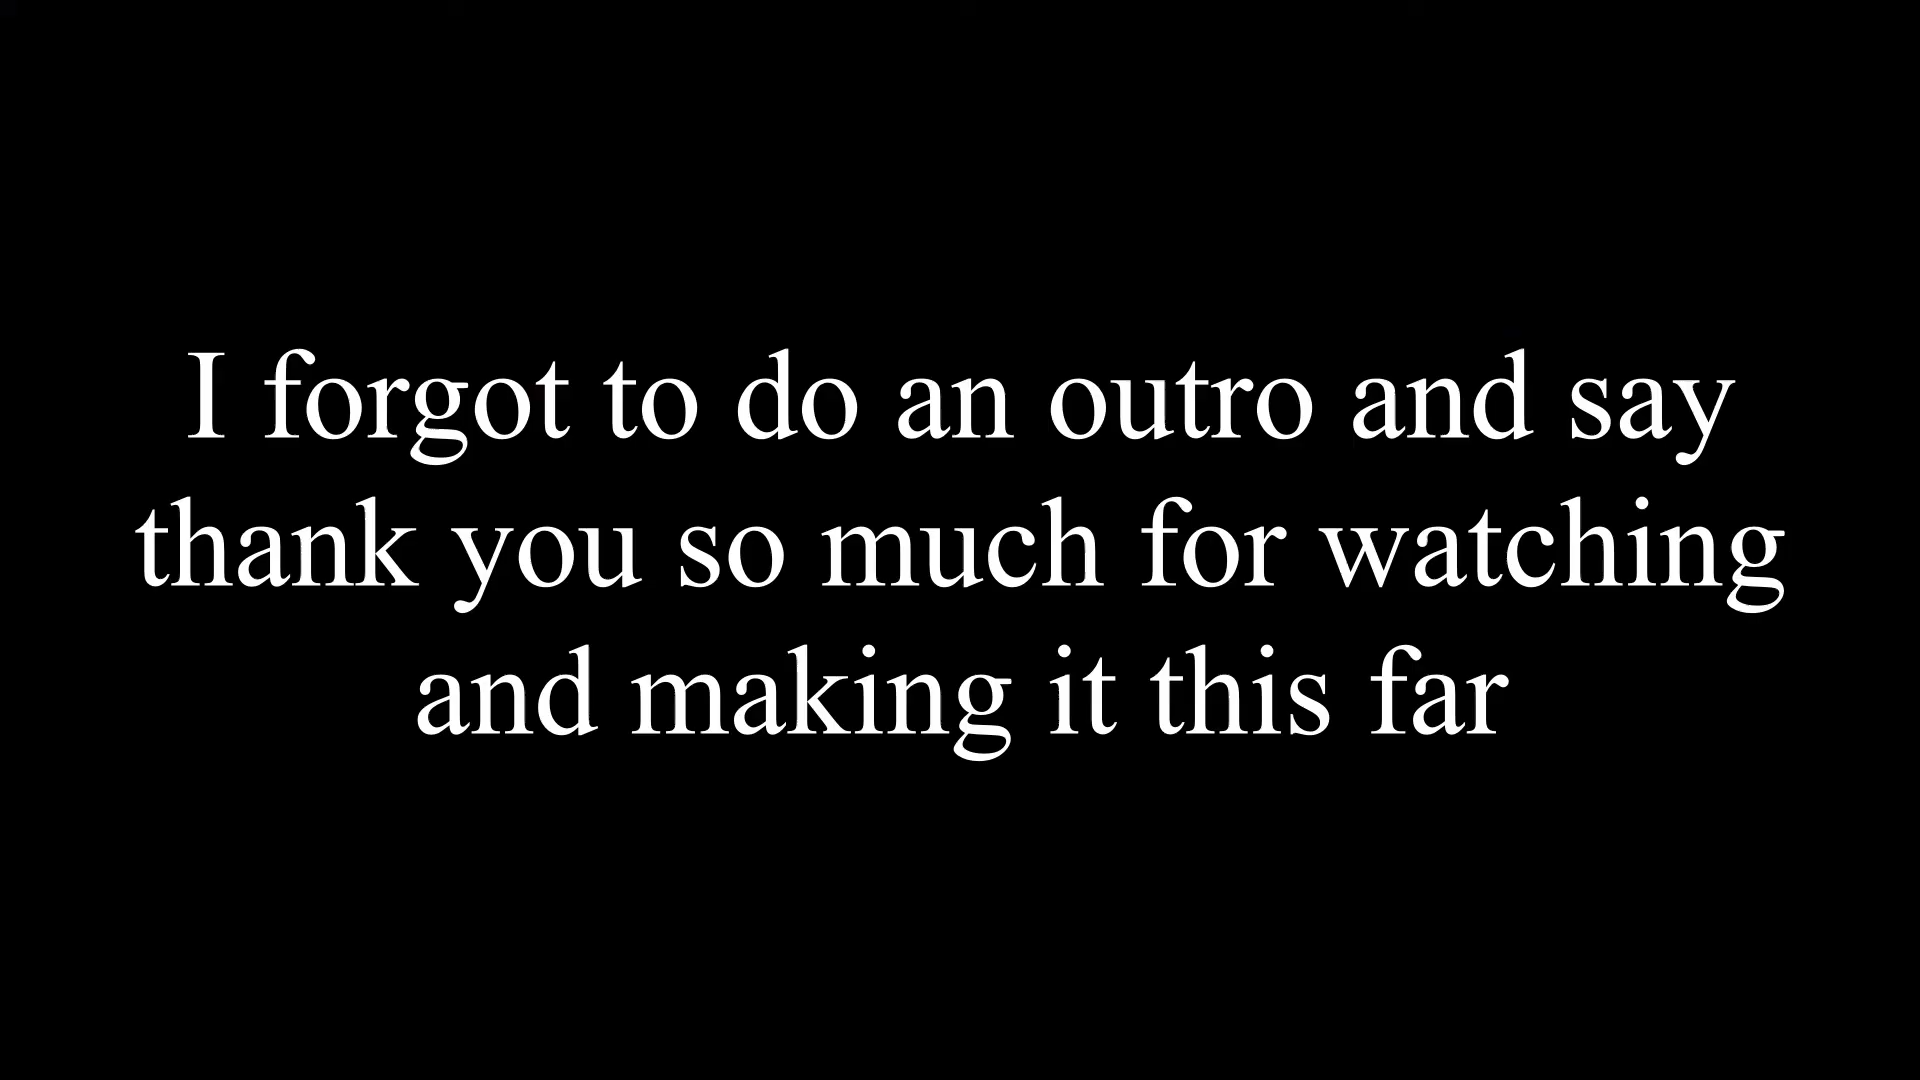 I forgot to do an outro and say
thank you so much for watching
and making it this far